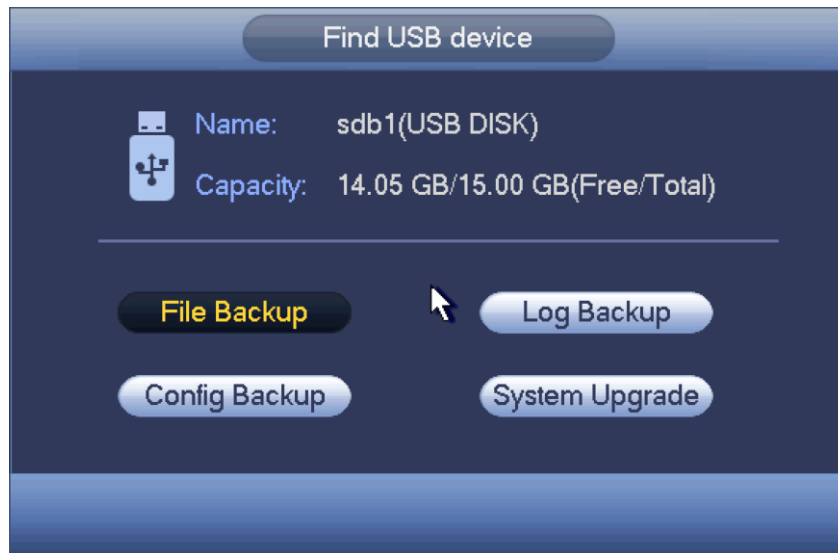 Find USB device
Name: sdb1(USB DISK)
Capacity: 14.05 GB/15.00 GB(Free/Total)
File Backup Log Backup
Config Backup System Upgrade